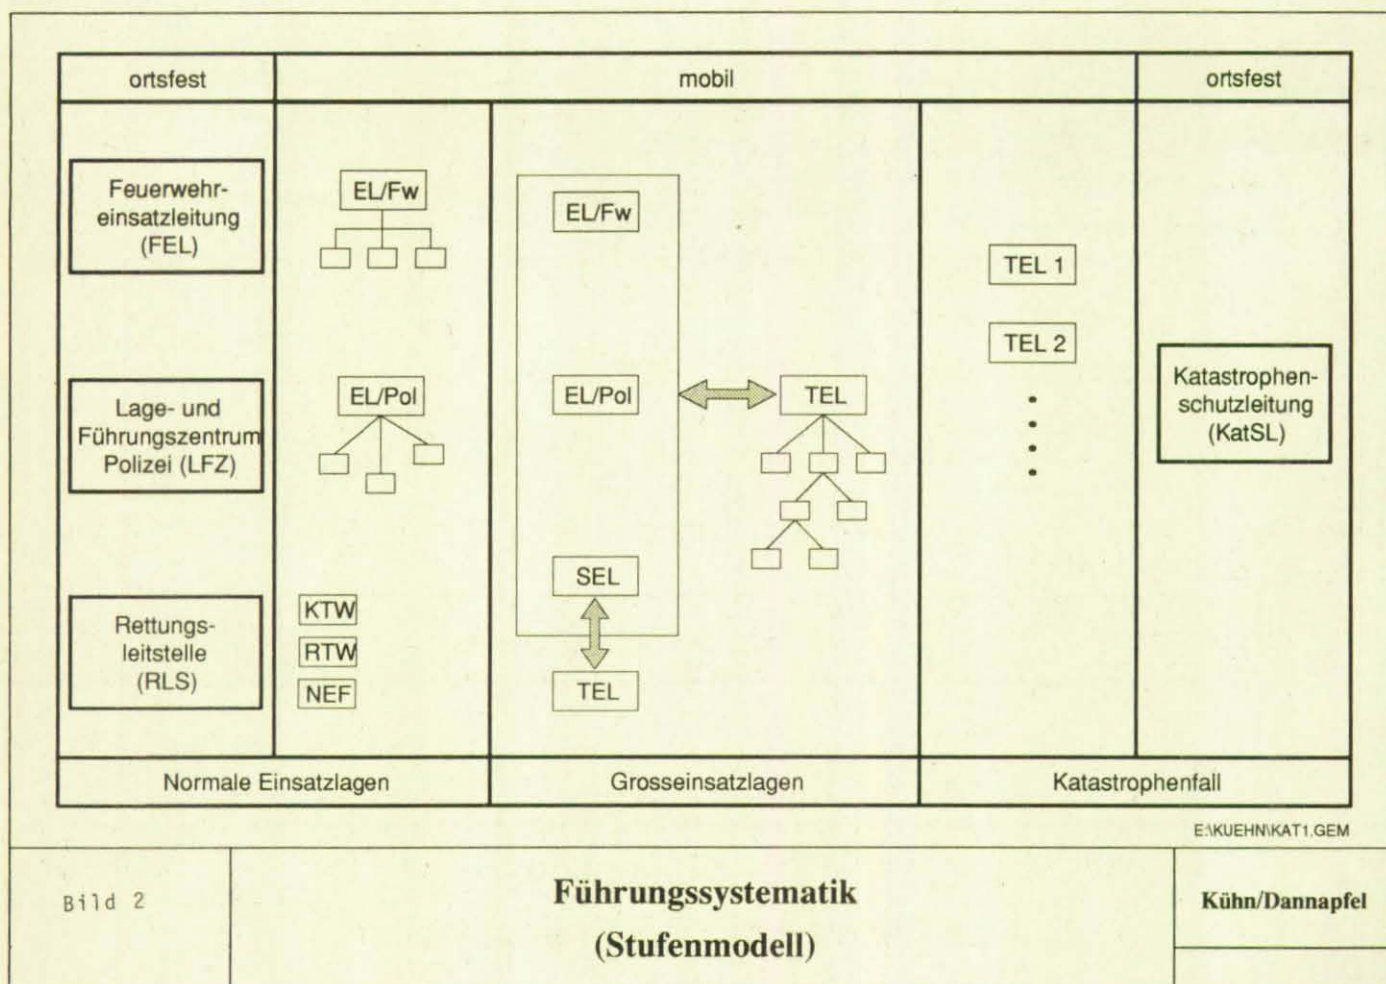 ortsfest
mobil
ortsfest
Feuerwehr-
einsatzleitung
(FEL)
Lage- und
Führungszentrum
Polizei (LFZ)
Rettungs-
leitstelle
(RLS)
EL/Fw
EL/Pol
KTW
RTW
NEF
EL/Fw
EL/Pol
SEL
TEL
TEL
TEL 1
TEL 2
Katastrophen-
schutzleitung
(KatSL)
Normale Einsatzlagen
Grosseinsatzlagen
Katastrophenfall
E:\KUEHN\KAT1.GEM
Bild 2
Führungssystematik
(Stufenmodell)
Kühn/Dannapfel